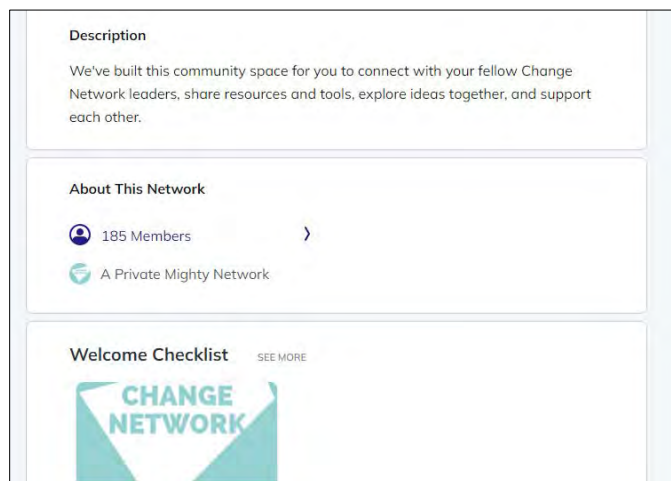 Description
We've built this community space for you to connect with your fellow Change
Network leaders, share resources and tools, explore ideas together, and support
each other.
About This Network
185 Members
A Private Mighty Network
Welcome Checklist SEE MORE
CHANGE
NETWORK